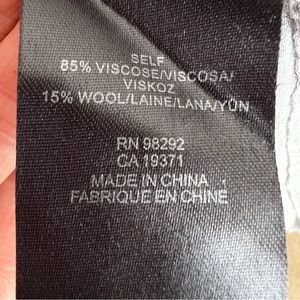 SELF
85% VISCOSE/VISCOSA/
VISKOZ
15% WOOL/LAINE/LANA/YÜN
RN 98292
CA 19371
MADE IN CHINA
FABRIQUE EN CHINE